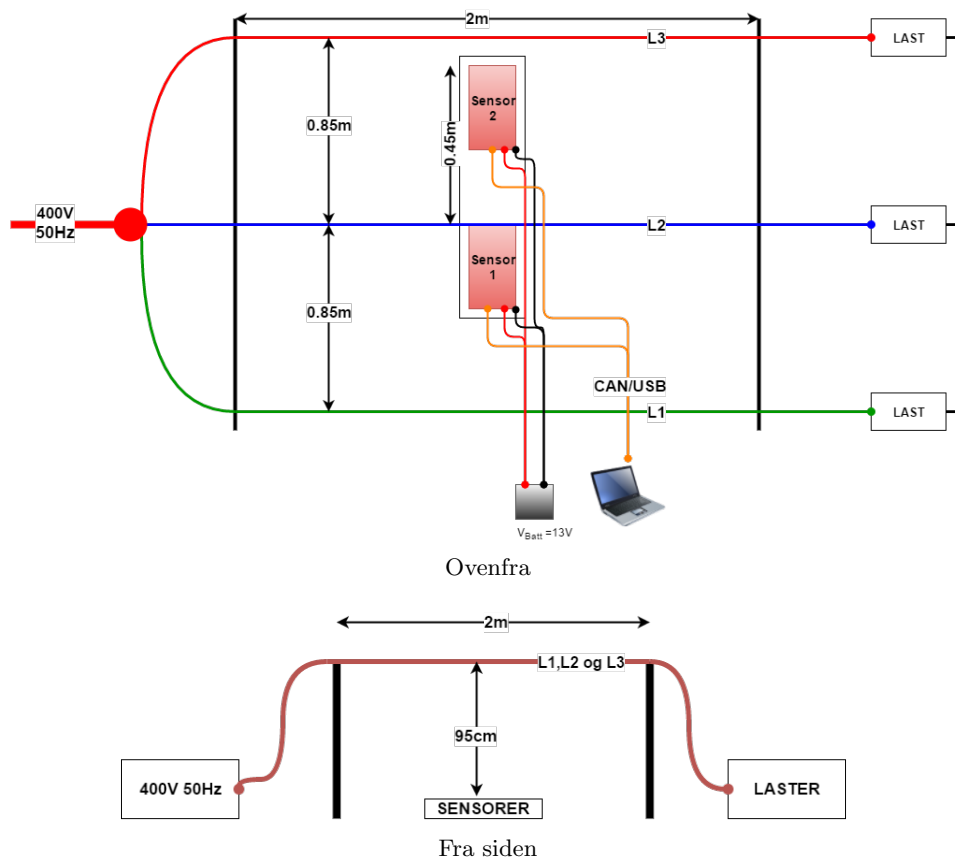 2m
L3
LAST
Sensor
2
0.85m
0.45m
400V
50Hz
L2
LAST
Sensor
1
0.85m
CAN/USB
L1
LAST
VBatt =13V
Ovenfra
2m
L1,L2 og L3
95cm
400V 50Hz
LASTER
SENSORER
Fra siden